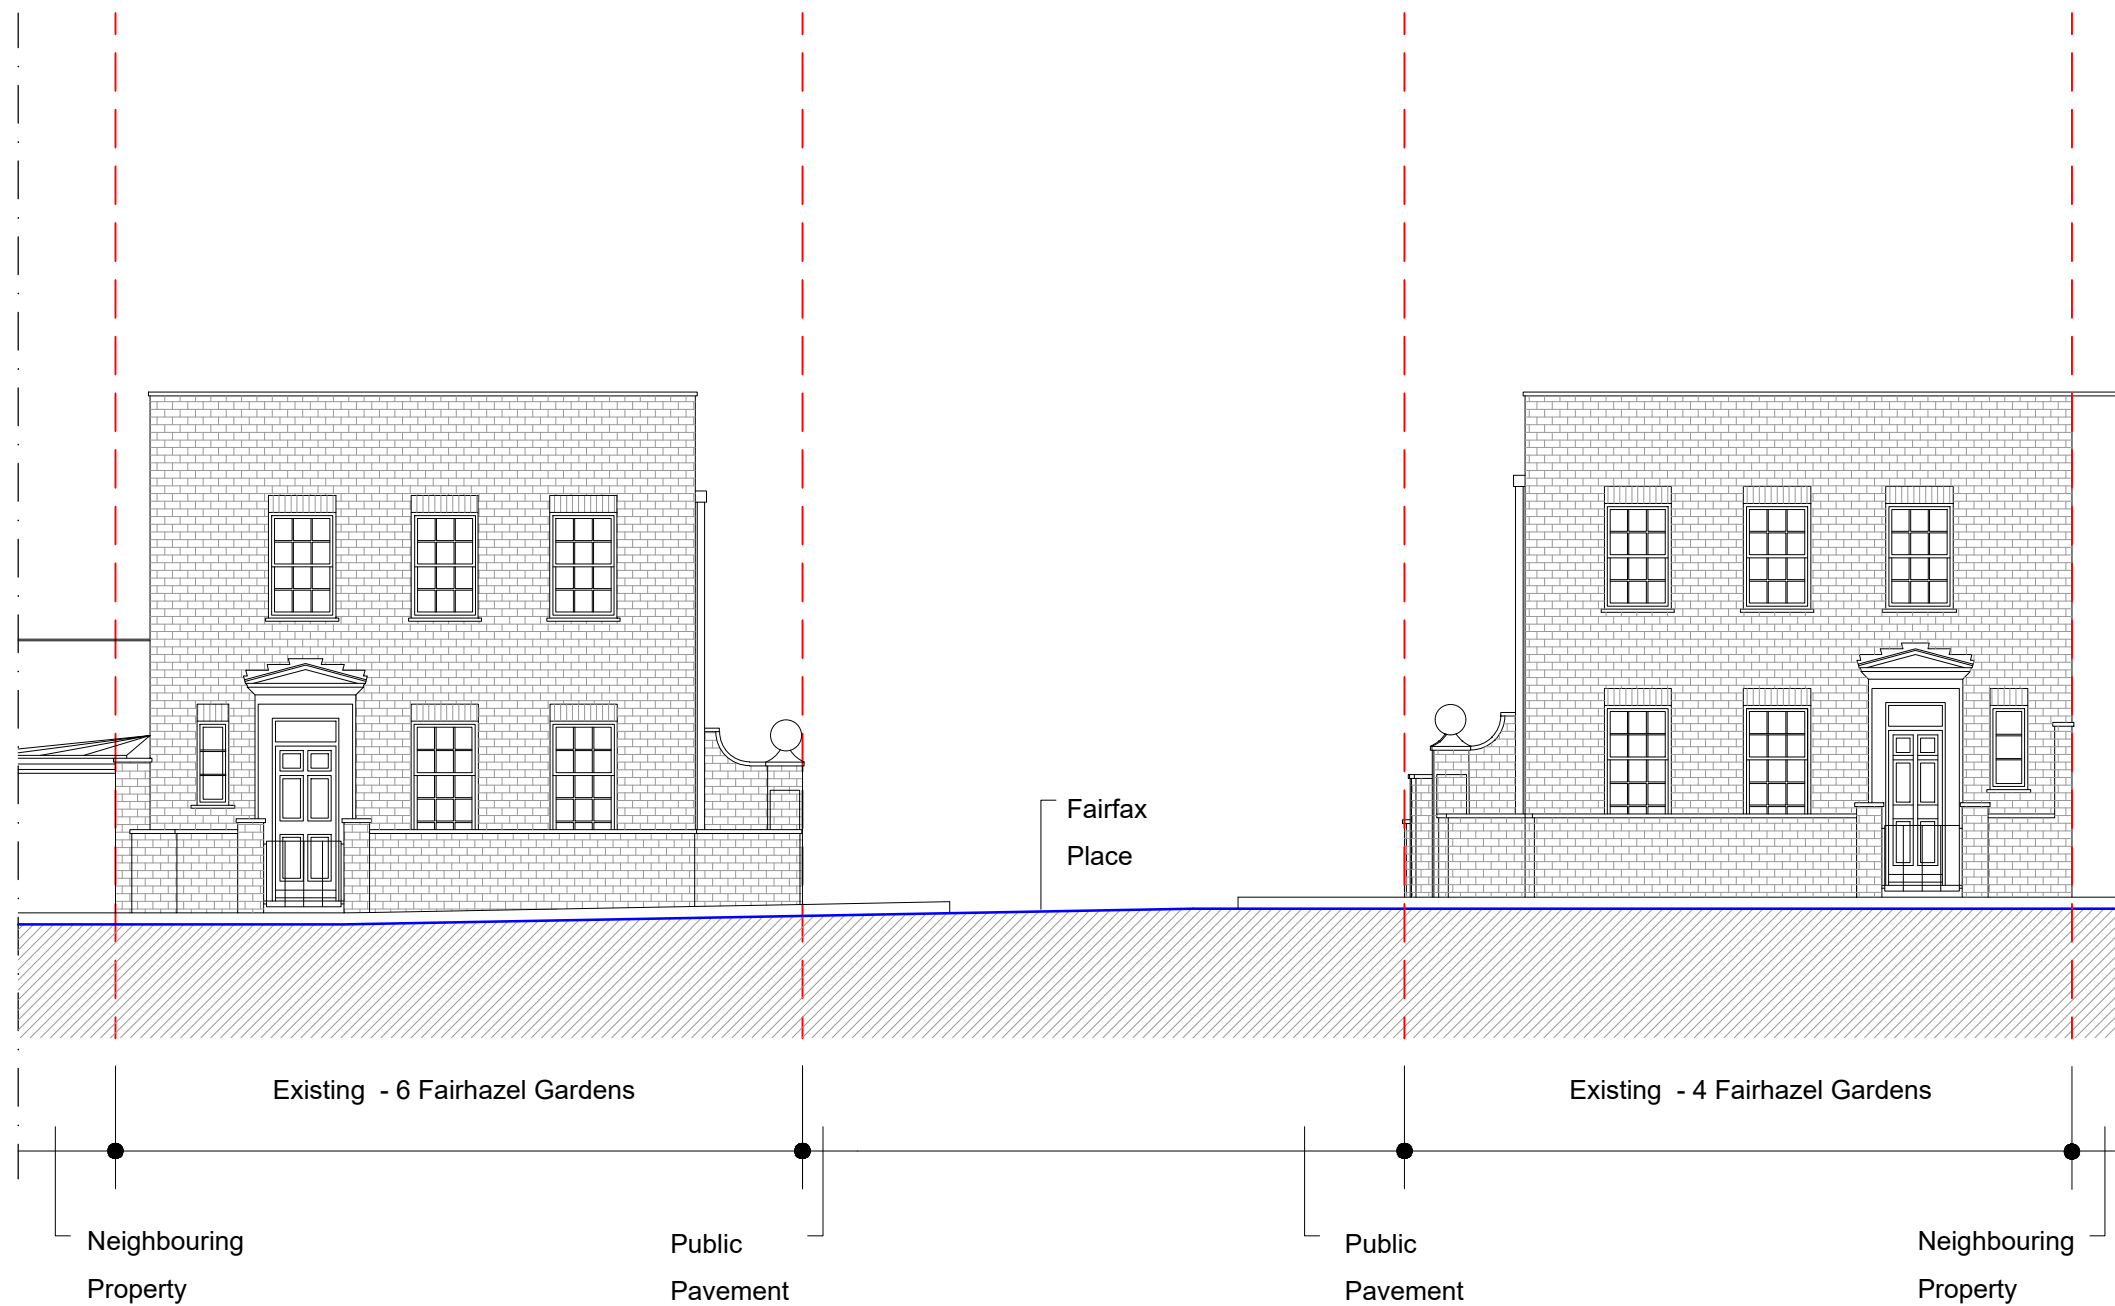 Fairfax
Place
Existing  - 6 Fairhazel Gardens
Existing  - 4 Fairhazel Gardens
Neighbouring
Property
Public
Pavement
Public
Pavement
Neighbouring
Property